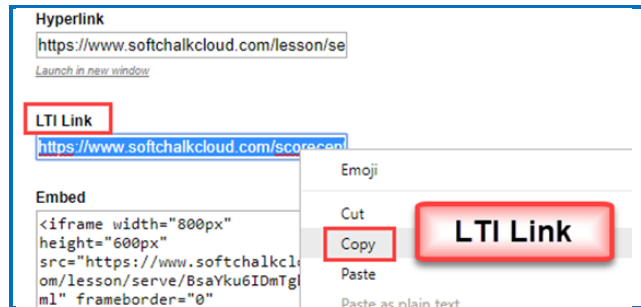 Hyperlink
https://www.softchalkcloud.com/lesson/se
Launch in new window
LTI Link
https://www.softchalkcloud.com/scorecent
Emoji
Embed
Cut
<iframe width="800px"
height="600px"
LTI Link
Copy
src="https://www.softchalkcl
om/lesson/serve/BsaYku6IDmTgl
Paste
ml" frameborder="0"
Paste as plain text